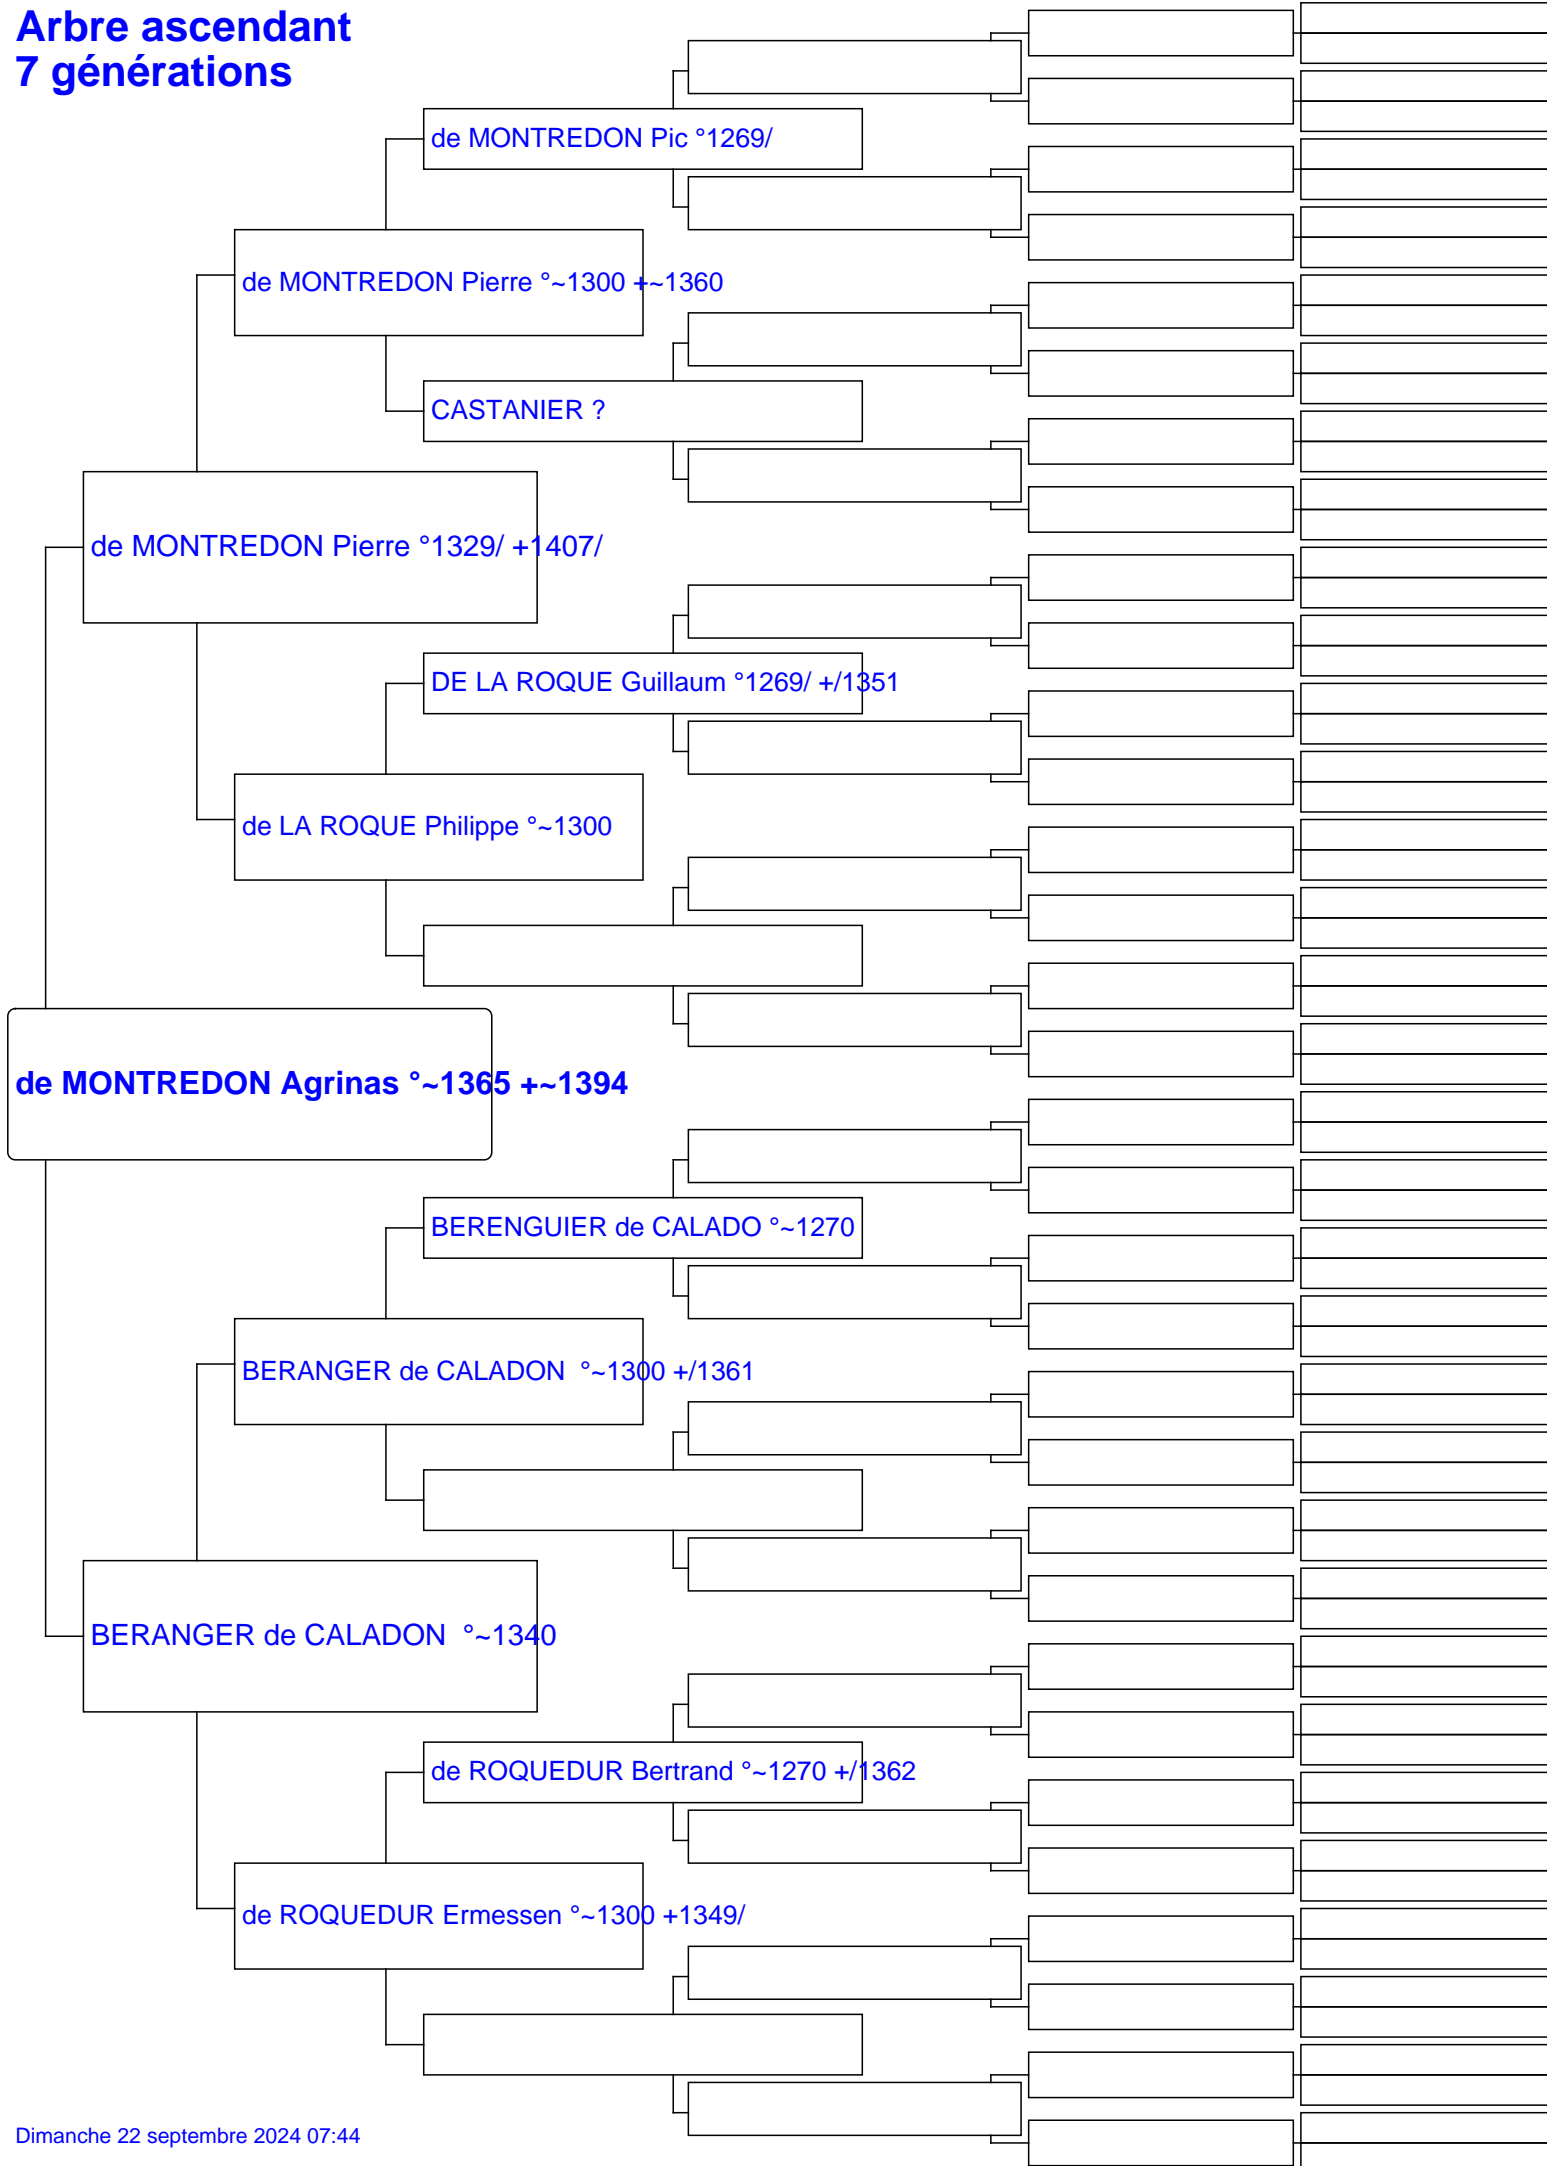 Arbre ascendant
7 générations
de MONTREDON Pic °1269/
de MONTREDON Pierre °~1300 +~1360
CASTANIER ?
de MONTREDON Pierre °1329/ +1407/
DE LA ROQUE Guillaum °1269/ +/1351
de LA ROQUE Philippe °~1300
de MONTREDON Agrinas °~1365 +~1394
BERENGUIER de CALADO °~1270
BERANGER de CALADON  °~1300 +/1361
BERANGER de CALADON  °~1340
de ROQUEDUR Bertrand °~1270 +/1362
de ROQUEDUR Ermessen °~1300 +1349/
Dimanche 22 septembre 2024 07:44